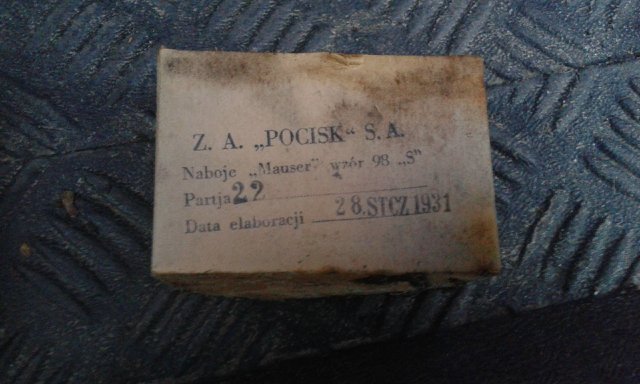 Z. A. „POCISK“ S. A.
Naboje „Mauser” wzór 98 „S”
Partja 22
Data elaboracji 28. STCZ 1931